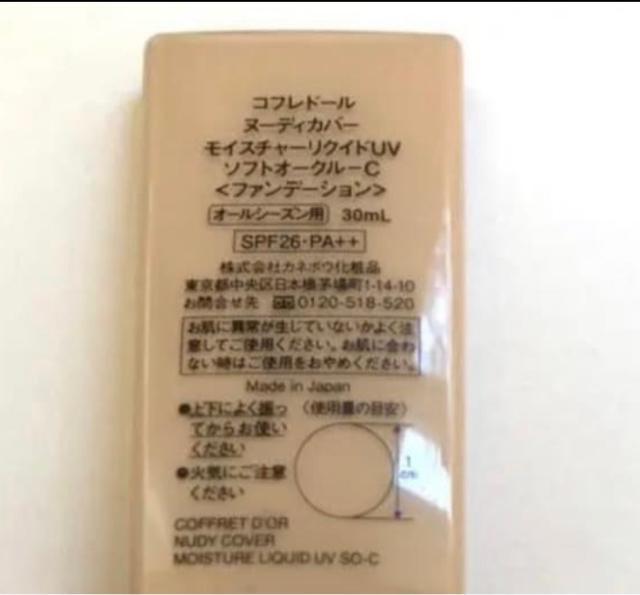 コフレドール
ヌーディカバー
モイスチャーリクイドUV
ソフトオークル－C
<ファンデーション>
オールシーズン用 30mL
SPF26・PA++
株式会社カネボウ化粧品
東京都中央区日本橋茅場町1-14-10
お問合せ先 0120-518-520
お肌に異常が生じていないかよく注
意してご使用ください。お肌に合わ
ない時はご使用をおやめください。
Made in Japan
●上下によく振っ
てからお使い
ください
●火気にご注意
ください
(使用量の目安)
1
cm
COFFRET D'OR
NUDY COVER
MOISTURE LIQUID UV SO-C